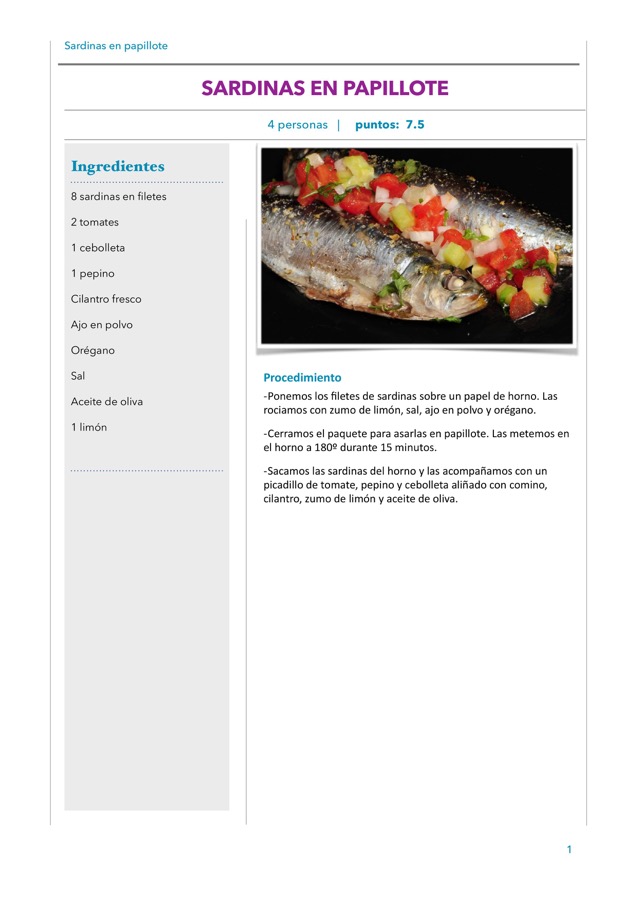 Sardinas en papillote
SARDINAS EN PAPILLOTE
4 personas | puntos: 7.5
Ingredientes
8 sardinas en filetes
2 tomates
1 cebolleta
1 pepino
Cilantro fresco
Ajo en polvo
Orégano
Sal
Aceite de oliva
1 limón
Procedimiento
-Ponemos los filetes de sardinas sobre un papel de horno. Las
rociamos con zumo de limón, sal, ajo en polvo y orégano.
-Cerramos el paquete para asarlas en papillote. Las metemos en
el horno a 180º durante 15 minutos.
-Sacamos las sardinas del horno y las acompañamos con un
picadillo de tomate, pepino y cebolleta aliñado con comino,
cilantro, zumo de limón y aceite de oliva.
1